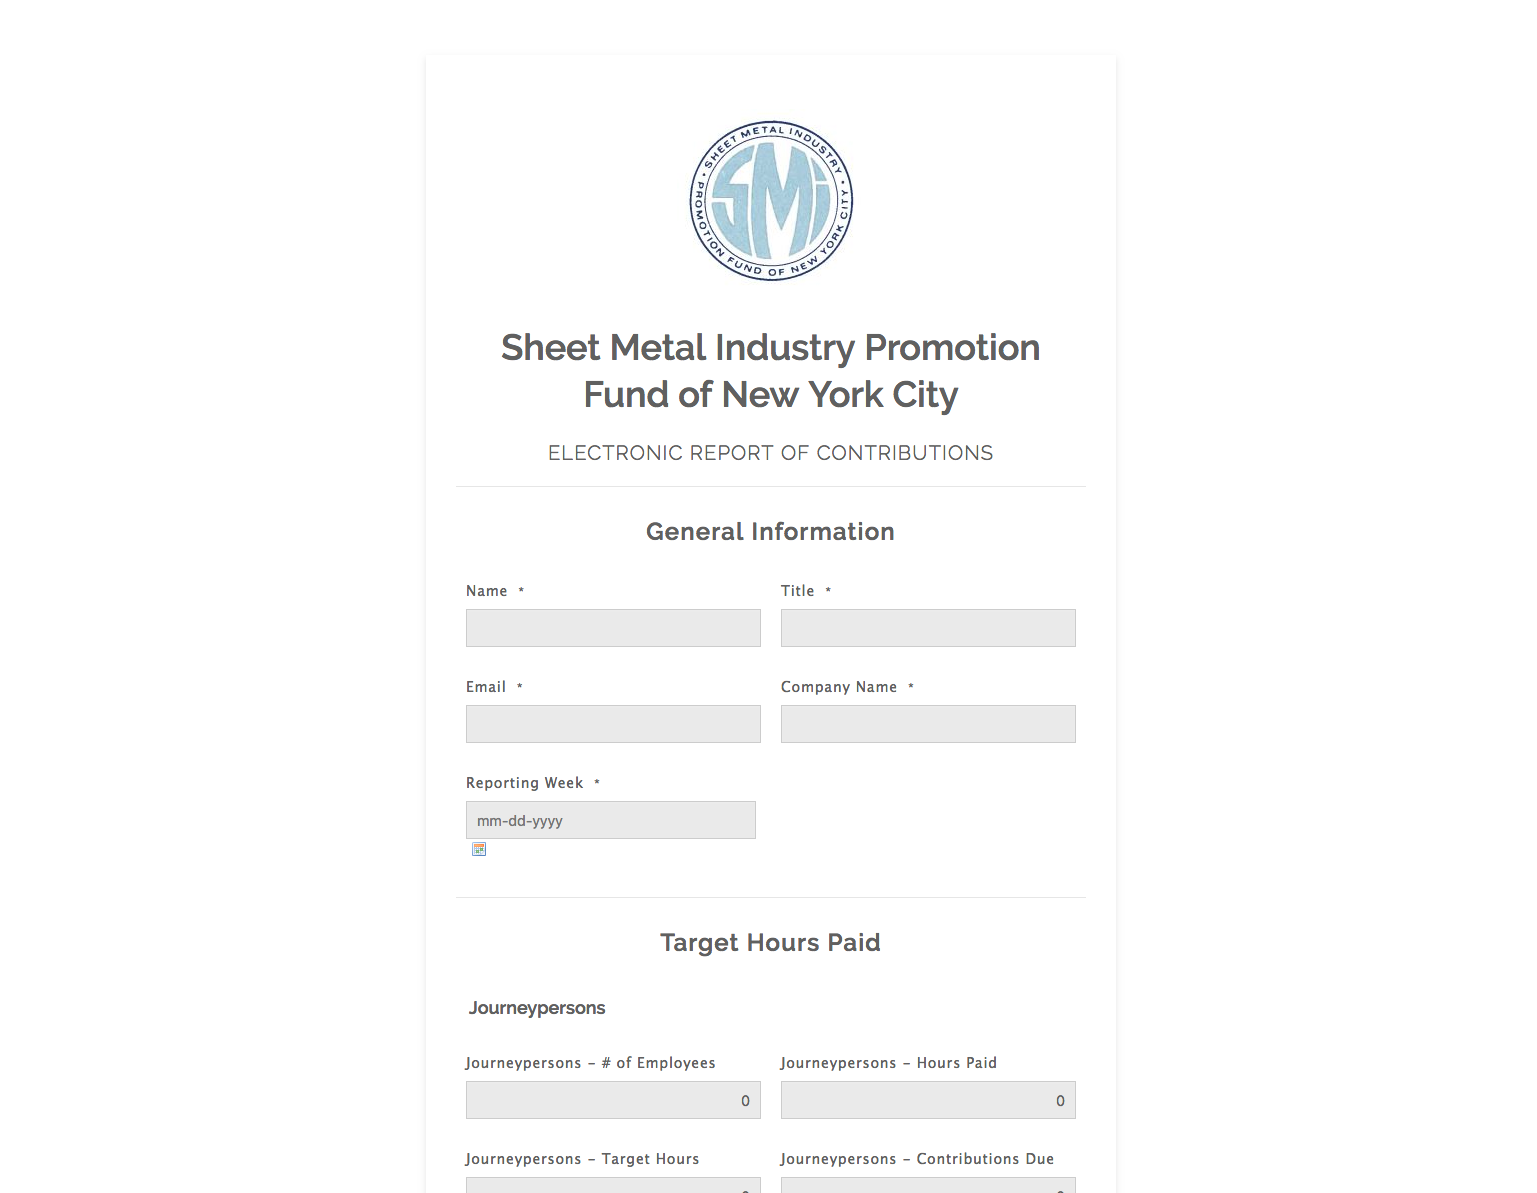 • SHEET METAL INDUSTRY •
PROMOTION FUND OF NEW YORK CITY
SMI
Sheet Metal Industry Promotion
Fund of New York City
ELECTRONIC REPORT OF CONTRIBUTIONS
General Information
Name *
Title *
Email *
Company Name *
Reporting Week *
mm-dd-yyyy
Target Hours Paid
Journeypersons
Journeypersons – # of Employees
Journeypersons – Hours Paid
0
0
Journeypersons – Target Hours
Journeypersons – Contributions Due